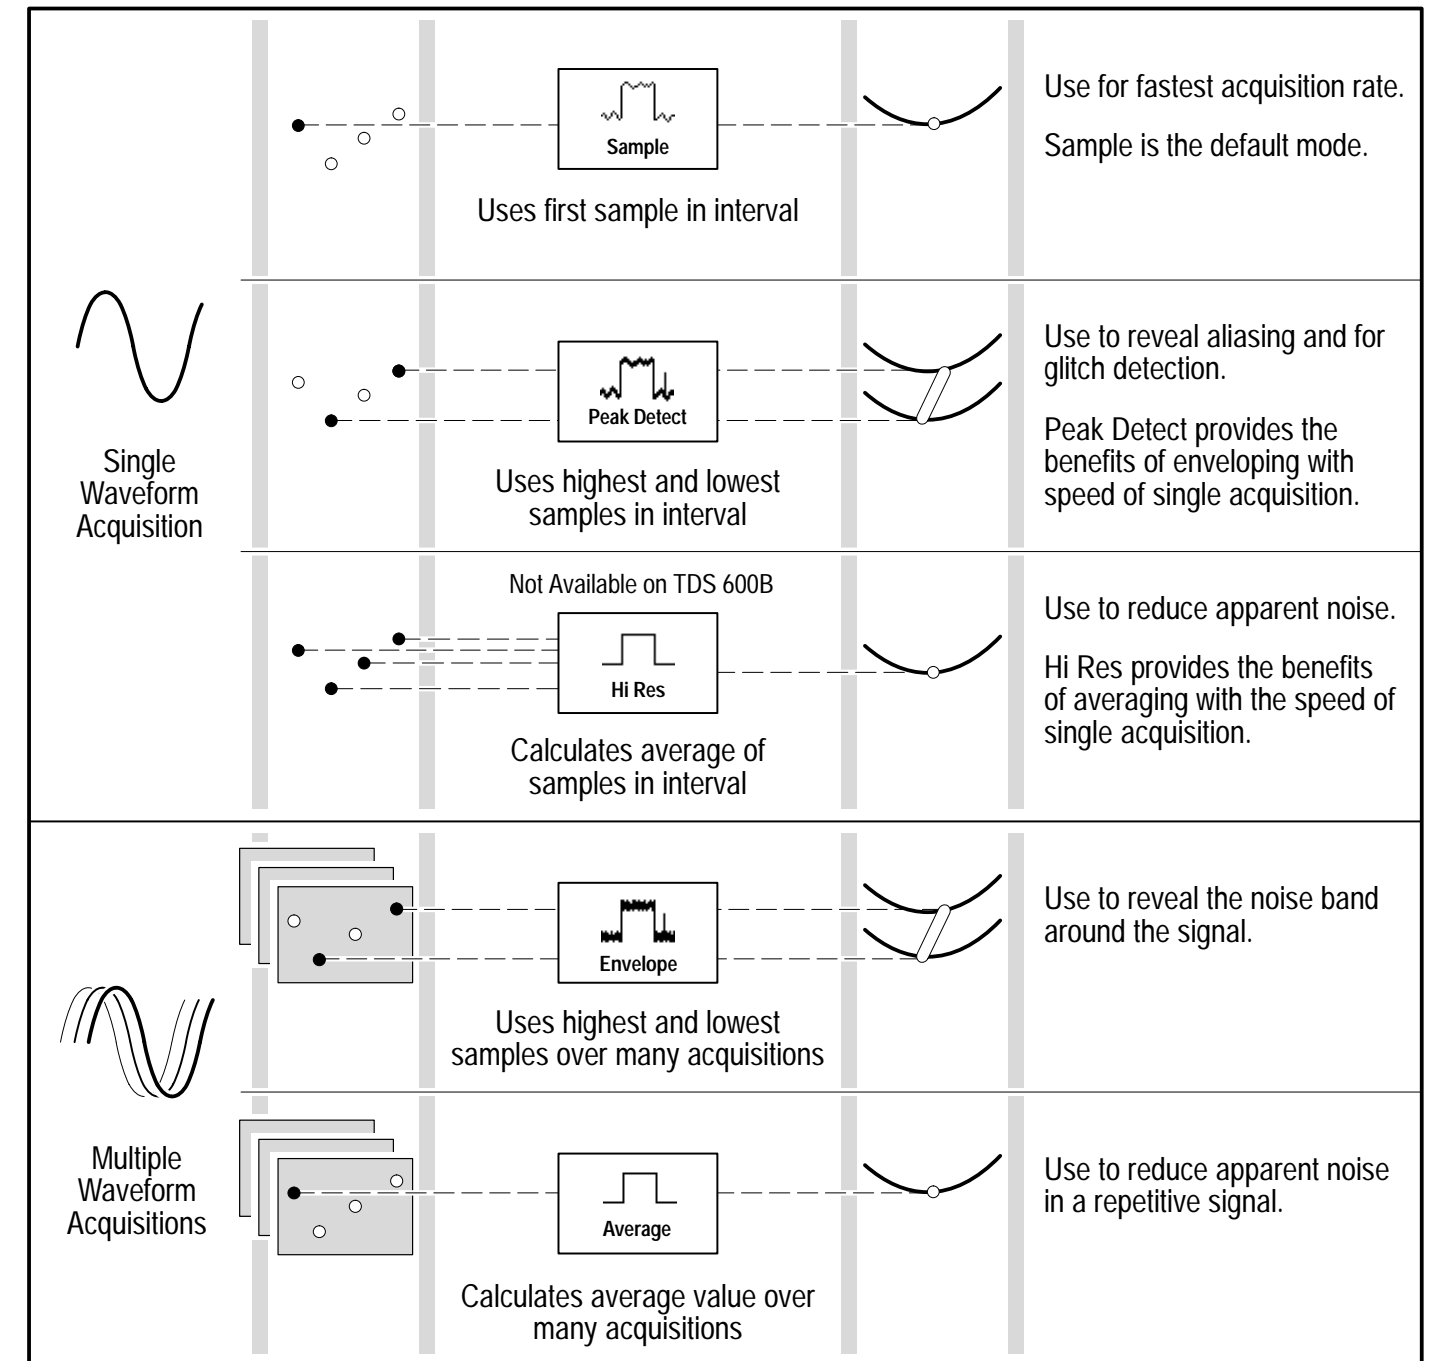 Sample
Uses first sample in interval
Use for fastest acquisition rate.
Sample is the default mode.
Single
Waveform
Acquisition
Peak Detect
Uses highest and lowest
samples in interval
Use to reveal aliasing and for
glitch detection.
Peak Detect provides the
benefits of enveloping with
speed of single acquisition.
Not Available on TDS 600B
Hi Res
Calculates average of
samples in interval
Use to reduce apparent noise.
Hi Res provides the benefits
of averaging with the speed of
single acquisition.
Multiple
Waveform
Acquisitions
Envelope
Uses highest and lowest
samples over many acquisitions
Use to reveal the noise band
around the signal.
Average
Calculates average value over
many acquisitions
Use to reduce apparent noise
in a repetitive signal.